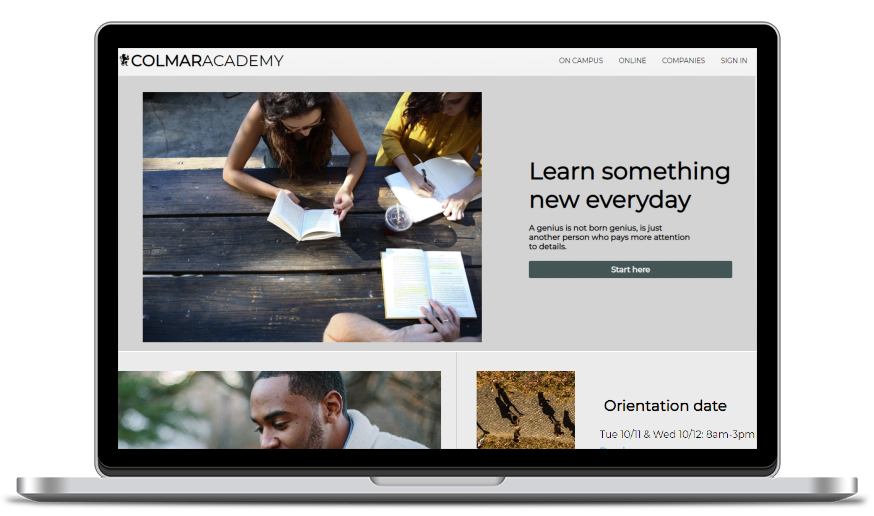 COLMARACADEMY
ON CAMPUS ONLINE COMPANIES SIGN IN
Learn something
new everyday
A genius is not born genius, is just
another person who pays more attention
to details.
Start here
Orientation date
Tue 10/11 & Wed 10/12: 8am-3pm